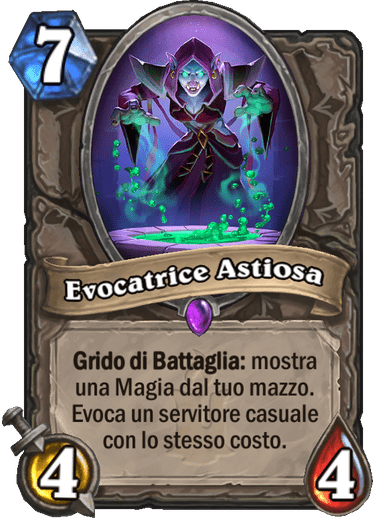 7
Evocatrice Astiosa
Grido di Battaglia: mostra
una Magia dal tuo mazzo.
Evoca un servitore casuale
con lo stesso costo.
4
4